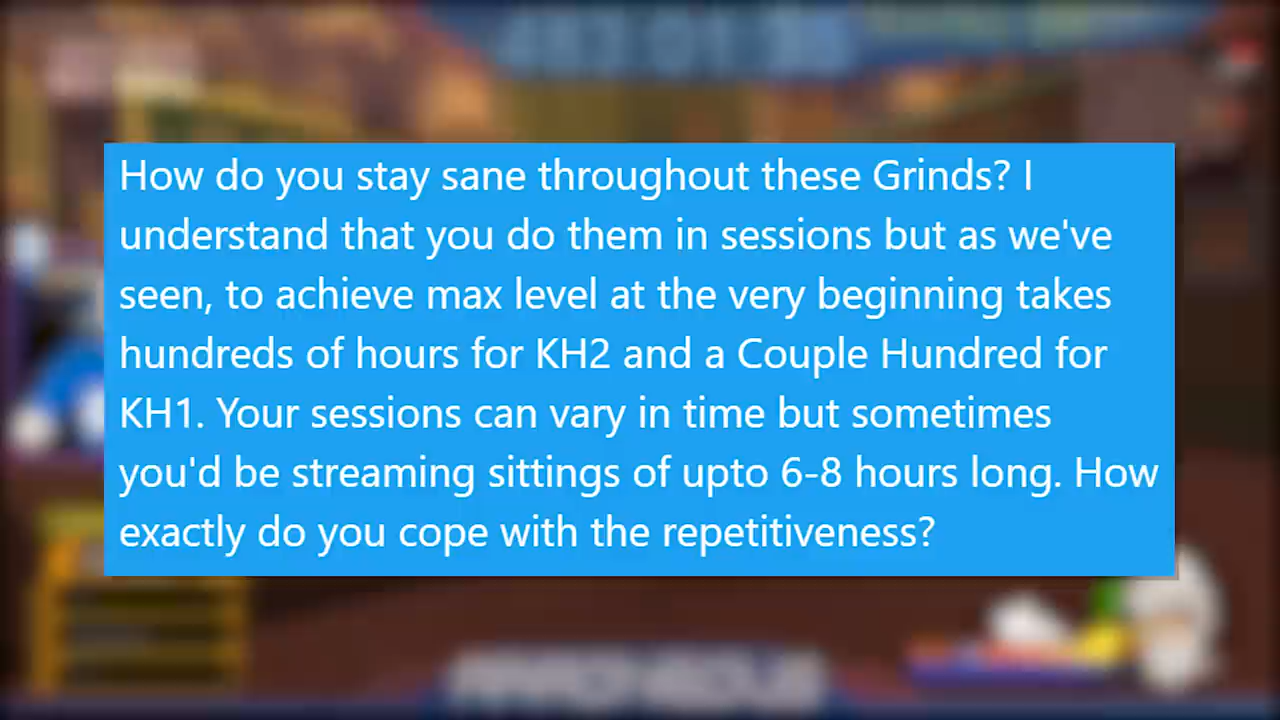 How do you stay sane throughout these Grinds? I
understand that you do them in sessions but as we've
seen, to achieve max level at the very beginning takes
hundreds of hours for KH2 and a Couple Hundred for
KH1. Your sessions can vary in time but sometimes
you'd be streaming sittings of upto 6-8 hours long. How
exactly do you cope with the repetitiveness?